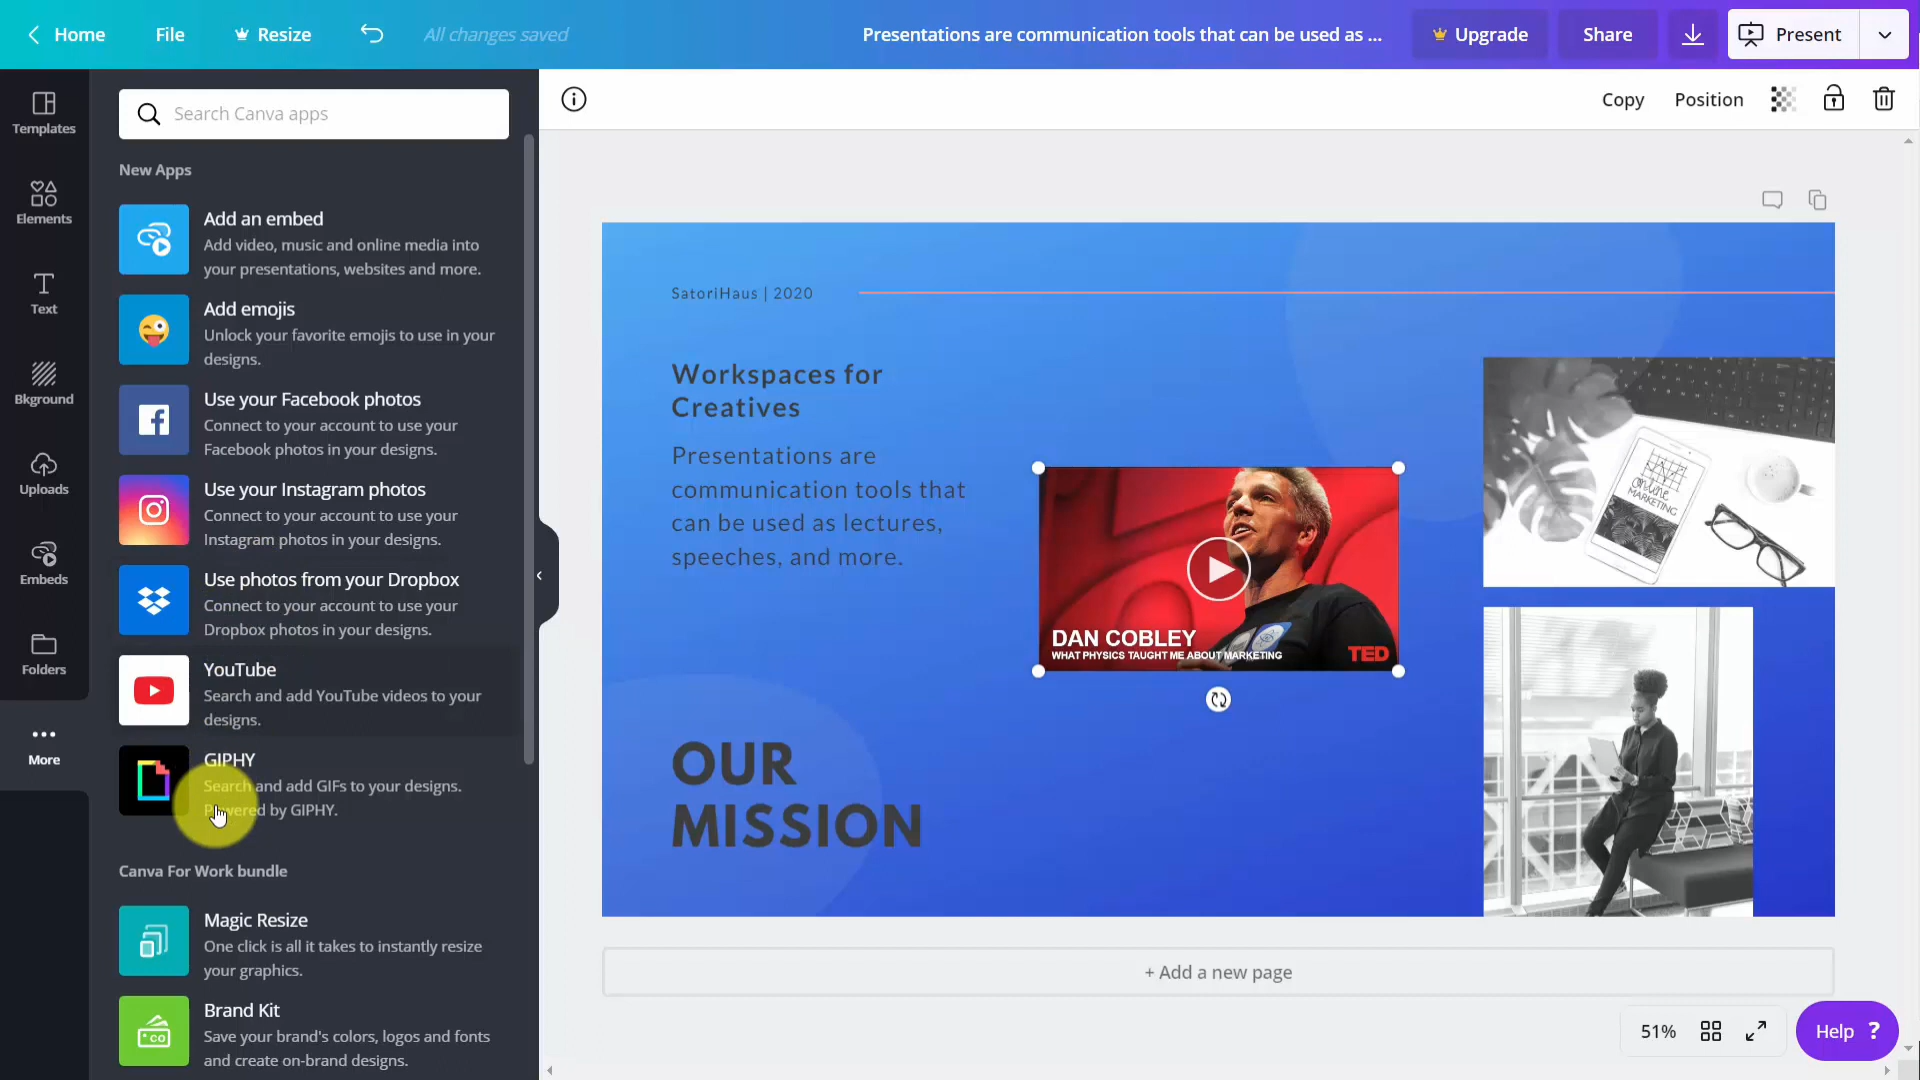 Home
File
Resize
All changes saved
Presentations are communication tools that can be used as ...
Upgrade
Share
Present
Templates
Elements
Text
Bkground
Uploads
Embeds
Folders
More
Search Canva apps
New Apps
Add an embed
Add video, music and online media into
your presentations, websites and more.
Add emojis
Unlock your favorite emojis to use in your
designs.
Use your Facebook photos
Connect to your account to use your
Facebook photos in your designs.
Use your Instagram photos
Connect to your account to use your
Instagram photos in your designs.
Use photos from your Dropbox
Connect to your account to use your
Dropbox photos in your designs.
YouTube
Search and add YouTube videos to your
designs.
GIPHY
Search and add GIFs to your designs.
Powered by GIPHY.
Canva For Work bundle
Magic Resize
One click is all it takes to instantly resize
your graphics.
CO
Brand Kit
Save your brand's colors, logos and fonts
and create on-brand designs.
Copy
Position
SatoriHaus | 2020
Workspaces for
Creatives
Presentations are
communication tools that
can be used as lectures,
speeches, and more.
DAN COBLEY
WHAT PHYSICS TAUGHT ME ABOUT MARKETING
TED
ONLINE
MARKETING
OUR
MISSION
+ Add a new page
51%
Help ?